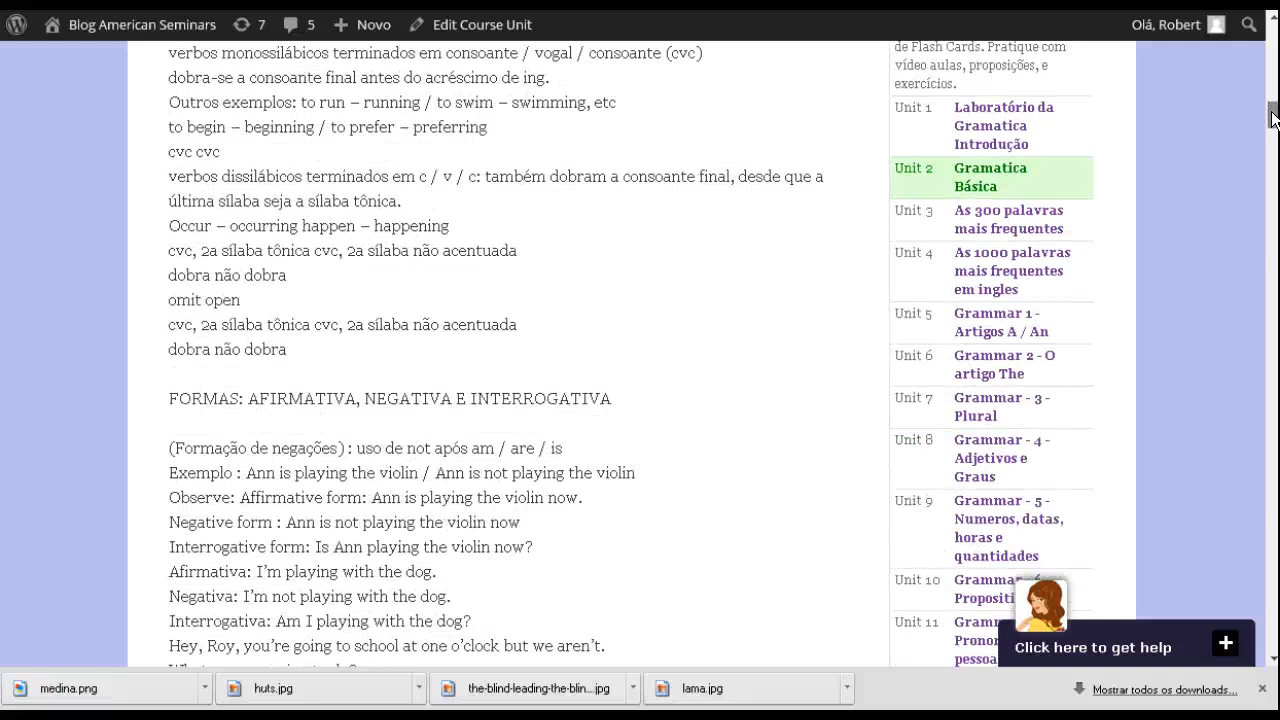 Blog American Seminars
7
5
Novo
Edit Course Unit
Olá, Robert
verbos monossilábicos terminados em consoante / vogal / consoante (cvc)
dobra-se a consoante final antes do acréscimo de ing.
Outros exemplos: to run – running / to swim – swimming, etc
to begin – beginning / to prefer – preferring
cvc cvc
verbos dissilábicos terminados em c / v / c: também dobram a consoante final, desde que a
última sílaba seja a sílaba tônica.
Occur – occurring happen – happening
cvc, 2a sílaba tônica cvc, 2a sílaba não acentuada
dobra não dobra
omit open
cvc, 2a sílaba tônica cvc, 2a sílaba não acentuada
dobra não dobra
FORMAS: AFIRMATIVA, NEGATIVA E INTERROGATIVA
(Formação de negações) : uso de not após am / are / is
Exemplo : Ann is playing the violin / Ann is not playing the violin
Observe: Affirmative form: Ann is playing the violin now.
Negative form : Ann is not playing the violin now
Interrogative form: Is Ann playing the violin now?
Afirmativa: I'm playing with the dog.
Negativa: I'm not playing with the dog.
Interrogativa: Am I playing with the dog?
Hey, Roy, you're going to school at one o'clock but we aren't.
de Flash Cards. Pratique com
vídeo aulas, proposições, e
exercícios.
Unit 1 Laboratório da
Gramatica
Introdução
Unit 2 Gramatica
Básica
Unit 3 As 300 palavras
mais frequentes
Unit 4 As 1000 palavras
mais frequentes
em ingles
Unit 5 Grammar 1 -
Artigos A / An
Unit 6 Grammar 2 - O
artigo The
Unit 7 Grammar - 3 -
Plural
Unit 8 Grammar - 4 -
Adjetivos e
Graus
Unit 9 Grammar - 5 -
Numeros, datas,
horas e
quantidades
Unit 10 Grammar
Propositi
Unit 11 Gramm
Pronom
pessoa
Click here to get help
medina.png
huts.jpg
the-blind-leading-the-blin....jpg
lama.jpg
Mostrar todos os downloads...